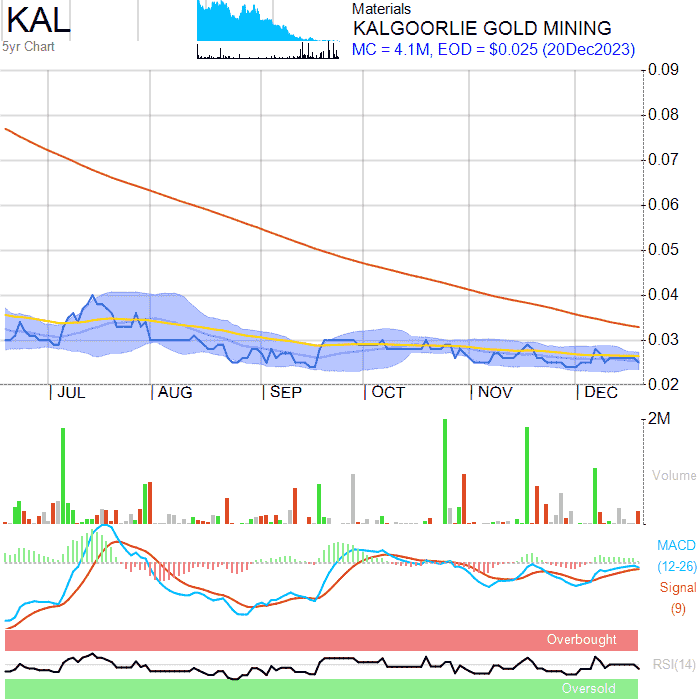 KAL
5yr Chart
Materials
KALGOORLIE GOLD MINING
MC = 4.1M, EOD = $0.025 (20Dec2023)
0.09
0.08
0.07
0.06
0.05
0.04
0.03
0.02
JUL AUG SEP OCT NOV DEC
2M
Volume
MACD
(12-26)
Signal
(9)
Overbought
RSI(14)
Oversold